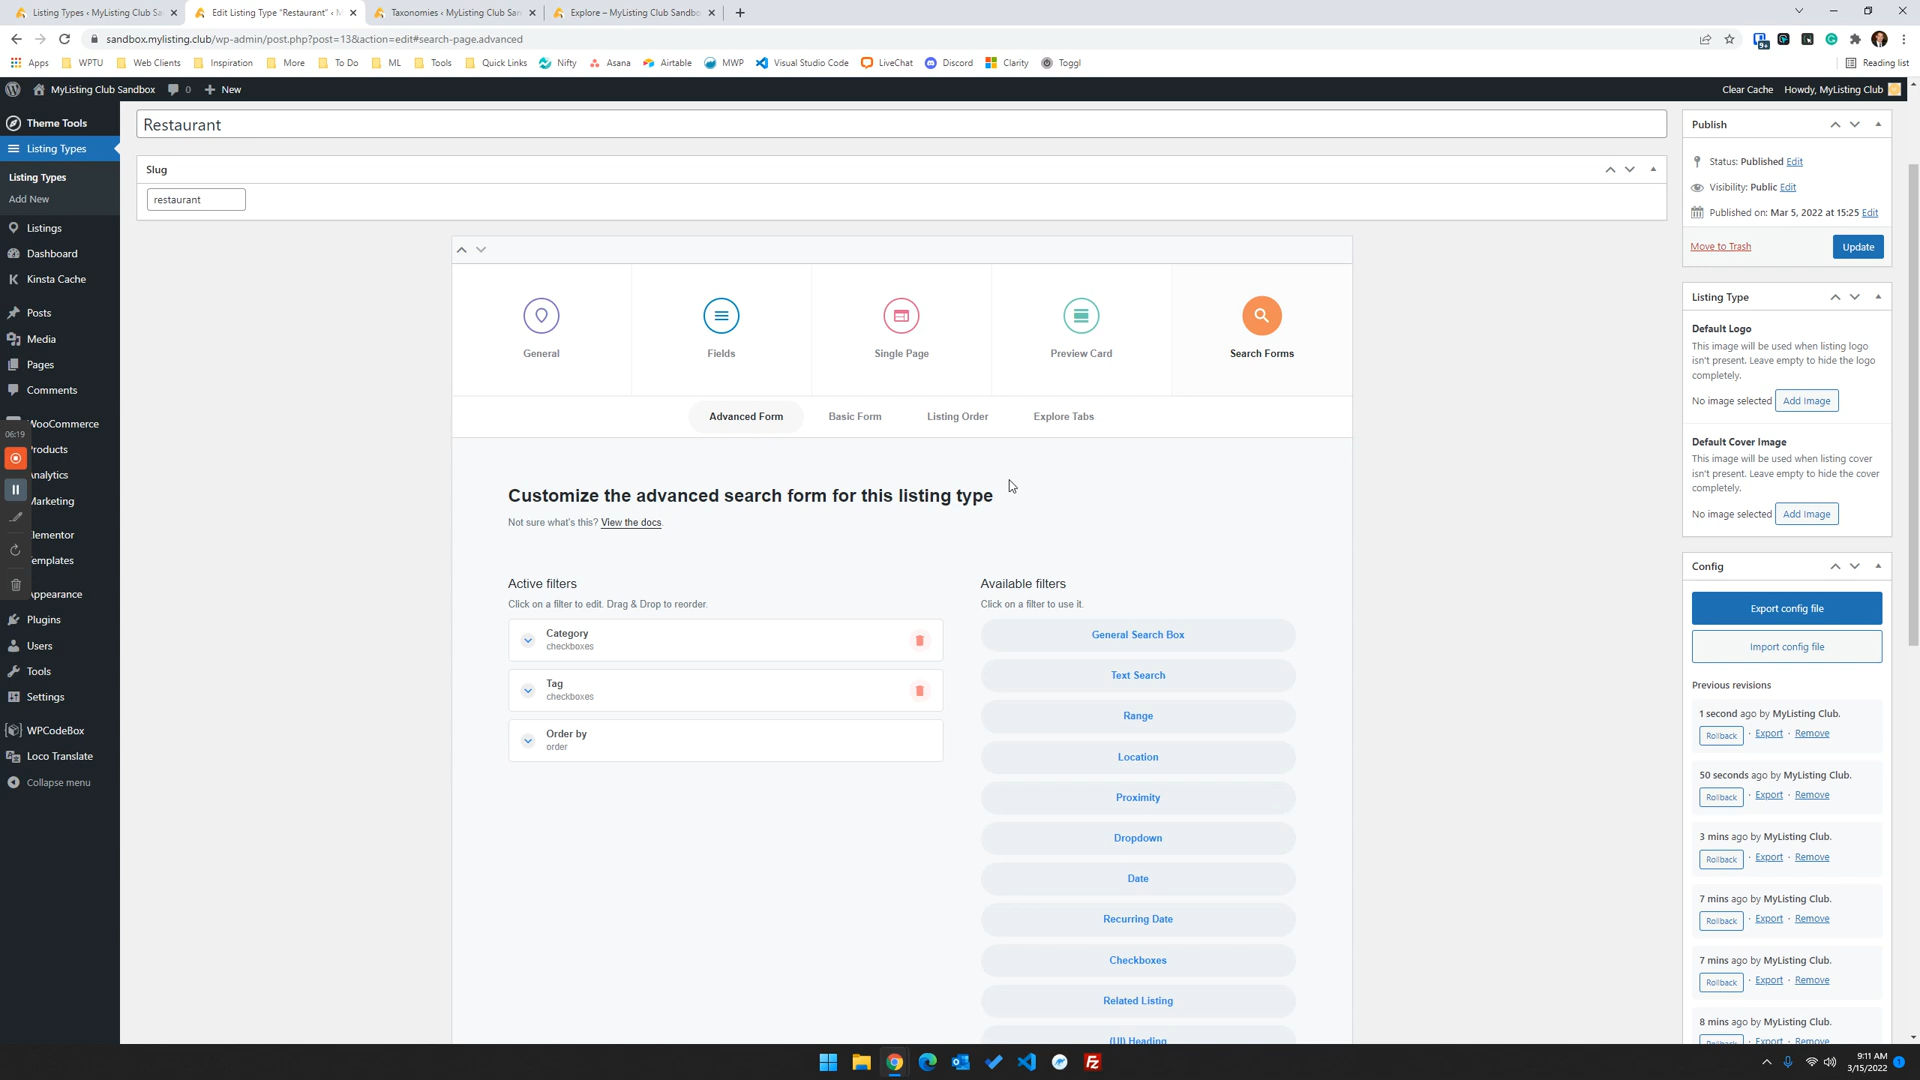 Listing Types ‹ MyListing Club Sa
Edit Listing Type "Restaurant" ‹ M
Taxonomies ‹ MyListing Club San
Explore – MyListing Club Sandbo
sandbox.mylisting.club/wp-admin/post.php?post=13&action=edit#search-page.advanced
Apps
WPTU
Web Clients
Inspiration
More
To Do
ML
Tools
Quick Links
Nifty
Asana
Airtable
MWP
Visual Studio Code
LiveChat
Discord
Clarity
Toggl
Reading list
MyListing Club Sandbox
0
New
Clear Cache
Howdy, MyListing Club
Theme Tools
Listing Types
Listing Types
Add New
Listings
Dashboard
Kinsta Cache
Posts
Media
Pages
Comments
WooCommerce
06:19
Products
Analytics
Marketing
Elementor
Templates
Appearance
Plugins
Users
Tools
Settings
WPCodeBox
Loco Translate
Collapse menu
Restaurant
Slug
restaurant
General
Fields
Single Page
Preview Card
Search Forms
Advanced Form
Basic Form
Listing Order
Explore Tabs
Customize the advanced search form for this listing type
Not sure what's this? View the docs.
Active filters
Click on a filter to edit. Drag & Drop to reorder.
Category
checkboxes
Tag
checkboxes
Order by
order
Available filters
Click on a filter to use it.
General Search Box
Text Search
Range
Location
Proximity
Dropdown
Date
Recurring Date
Checkboxes
Related Listing
(UI) Heading
Publish
Status: Published Edit
Visibility: Public Edit
Published on: Mar 5, 2022 at 15:25 Edit
Move to Trash
Update
Listing Type
Default Logo
This image will be used when listing logo
isn't present. Leave empty to hide the logo
completely.
No image selected Add Image
Default Cover Image
This image will be used when listing cover
isn't present. Leave empty to hide the cover
completely.
No image selected Add Image
Config
Export config file
Import config file
Previous revisions
1 second ago by MyListing Club.
Rollback · Export · Remove
50 seconds ago by MyListing Club.
Rollback · Export · Remove
3 mins ago by MyListing Club.
Rollback · Export · Remove
7 mins ago by MyListing Club.
Rollback · Export · Remove
7 mins ago by MyListing Club.
Rollback · Export · Remove
8 mins ago by MyListing Club.
Rollback · Export · Remove
9:11 AM
3/15/2022
1